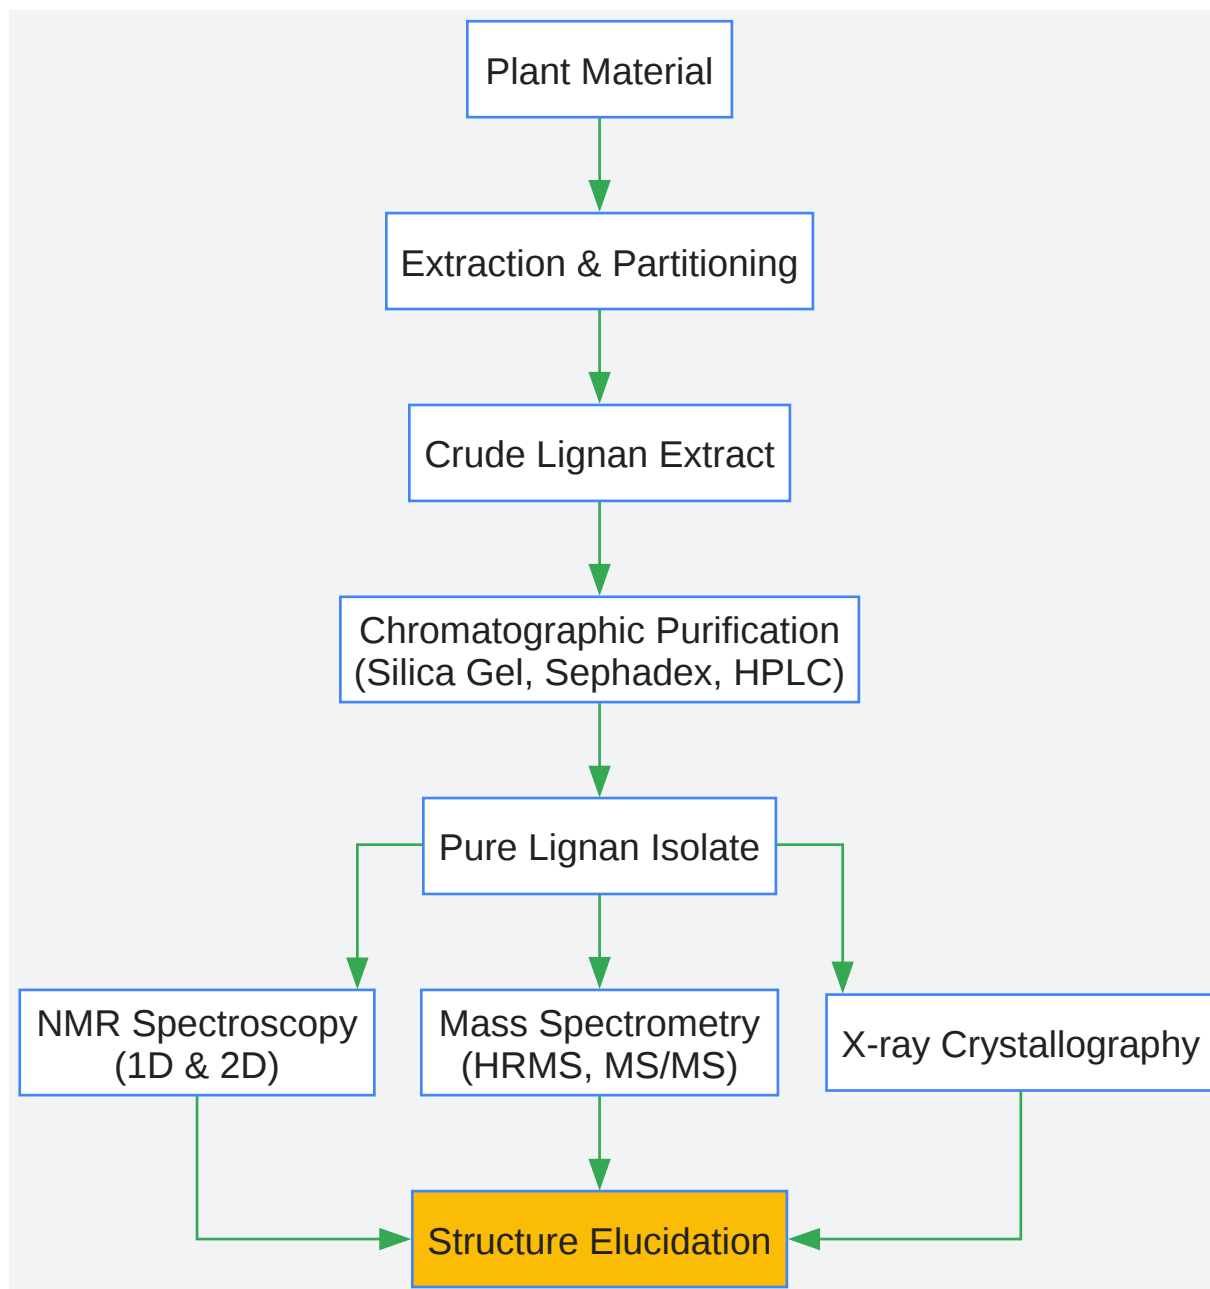 Plant Material
Extraction & Partitioning
Crude Lignan Extract
Chromatographic Purification
(Silica Gel, Sephadex, HPLC)
Pure Lignan Isolate
NMR Spectroscopy
(1D & 2D)
Mass Spectrometry
(HRMS, MS/MS)
X-ray Crystallography
Structure Elucidation